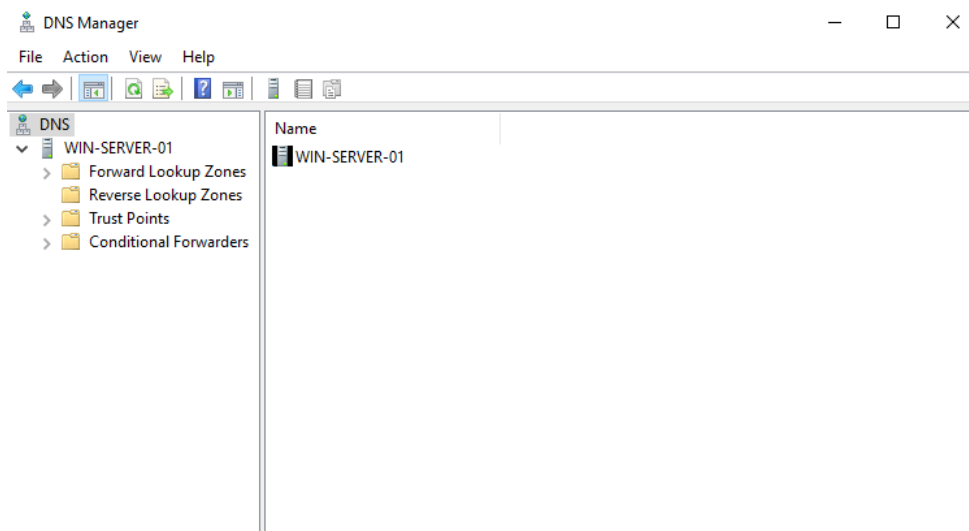 DNS Manager
File Action View Help
DNS
Name
WIN-SERVER-01
WIN-SERVER-01
Forward Lookup Zones
Reverse Lookup Zones
Trust Points
Conditional Forwarders